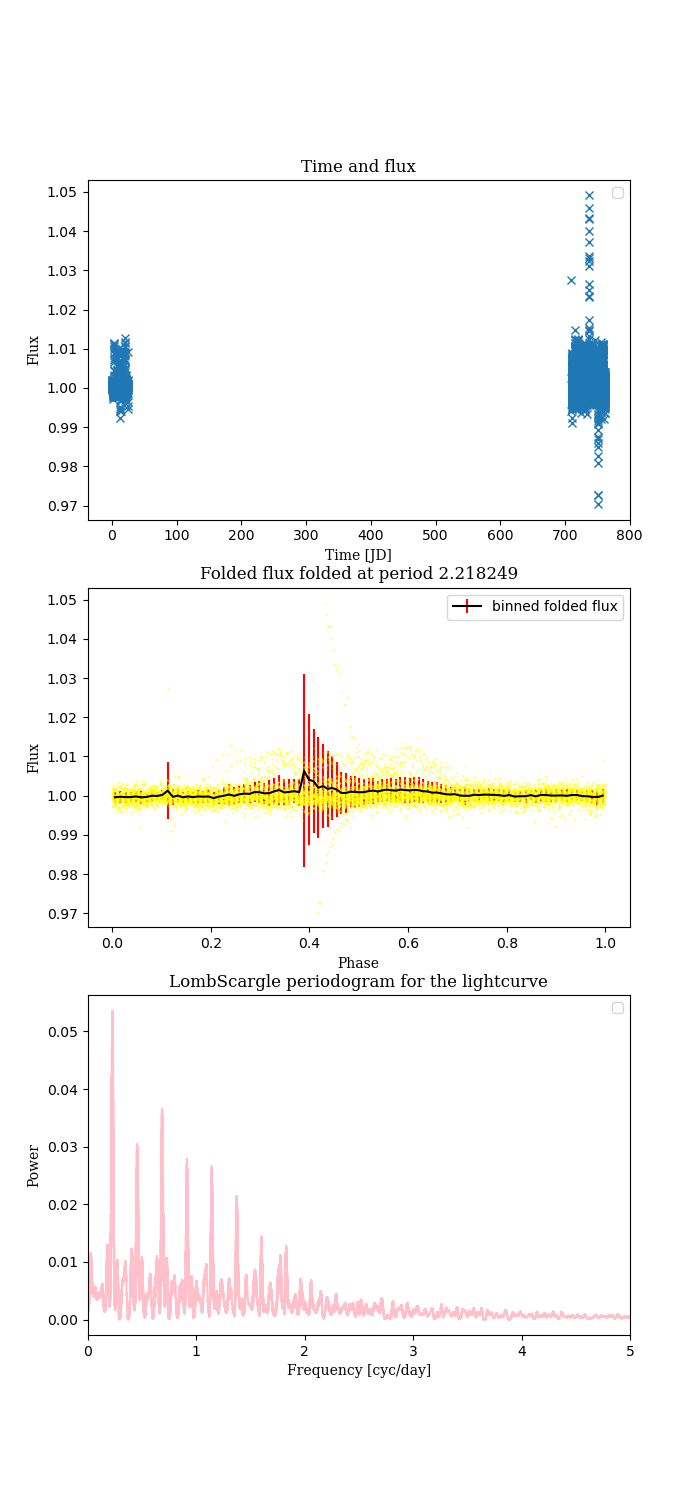 Time and flux
1.05
1.04
1.03
1.02
1.01
1.00
0.99
0.98
0.97
Flux
0 100 200 300 400 500 600 700 800
Time [JD]
Folded flux folded at period 2.218249
binned folded flux
1.05
1.04
1.03
1.02
1.01
1.00
0.99
0.98
0.97
Flux
0.0 0.2 0.4 0.6 0.8 1.0
Phase
LombScargle periodogram for the lightcurve
0.05
0.04
0.03
0.02
0.01
0.00
Power
0 1 2 3 4 5
Frequency [cyc/day]